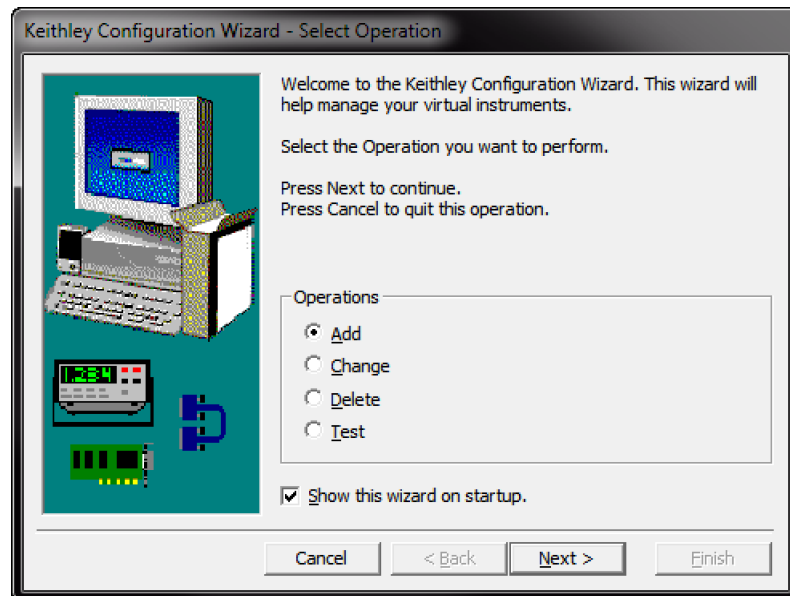 Keithley Configuration Wizard - Select Operation
Welcome to the Keithley Configuration Wizard. This wizard will
help manage your virtual instruments.
Select the Operation you want to perform.
Press Next to continue.
Press Cancel to quit this operation.
Operations
Add
Change
Delete
Test
1.284
Show this wizard on startup.
Cancel
< Back
Next >
Finish